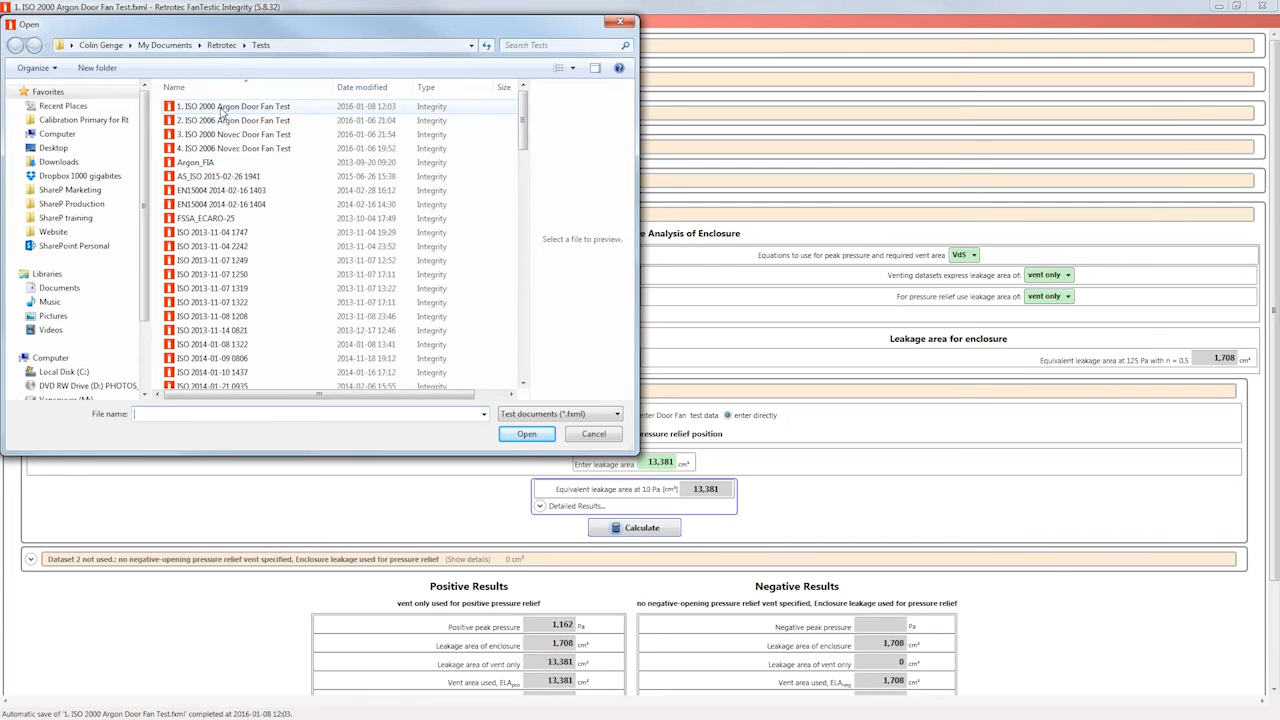 1. ISO 2000 Argon Door Fan Test.fxml - Retrotec FanTestic Integrity (5.8.32)
Open
Colin Genge
My Documents
Retrotec
Tests
Search Tests
Organize
New folder
Name
Date modified
Type
Size
Favorites
Recent Places
Calibration Primary for Rt
Computer
Desktop
Downloads
Dropbox 1000 gigabites
ShareP Marketing
ShareP Production
ShareP training
Website
SharePoint Personal
Libraries
Documents
Music
Pictures
Videos
Computer
Local Disk (C:)
DVD RW Drive (D:) PHOTOS_
1. ISO 2000 Argon Door Fan Test 2016-01-08 12:03 Integrity
2. ISO 2006 Argon Door Fan Test 2016-01-06 21:04 Integrity
3. ISO 2000 Novec Door Fan Test 2016-01-06 21:54 Integrity
4. ISO 2006 Novec Door Fan Test 2016-01-06 19:52 Integrity
Argon_FIA 2013-09-20 09:20 Integrity
AS_ISO 2015-02-26 1941 2015-06-26 15:38 Integrity
EN15004 2014-02-16 1403 2014-02-28 16:12 Integrity
EN15004 2014-02-16 1404 2014-02-16 14:30 Integrity
FSSA_ECARO-25 2013-10-04 17:49 Integrity
ISO 2013-11-04 1747 2013-11-04 19:29 Integrity
ISO 2013-11-04 2242 2013-11-04 23:52 Integrity
ISO 2013-11-07 1249 2013-11-07 12:52 Integrity
ISO 2013-11-07 1250 2013-11-07 17:11 Integrity
ISO 2013-11-07 1319 2013-11-07 13:22 Integrity
ISO 2013-11-07 1322 2013-11-07 17:11 Integrity
ISO 2013-11-08 1208 2013-11-08 23:46 Integrity
ISO 2013-11-14 0821 2013-12-17 12:46 Integrity
ISO 2014-01-08 1322 2014-01-08 13:41 Integrity
ISO 2014-01-09 0806 2014-11-18 19:12 Integrity
ISO 2014-01-10 1437 2014-01-21 17:19 Integrity
ISO 2014-01-21 0935 2014-02-06 15:55 Integrity
Select a file to preview.
File name:
Test documents (*.fxml)
Open
Cancel
e Analysis of Enclosure
Equations to use for peak pressure and required vent area VdS
Venting datasets express leakage area of: vent only
For pressure relief use leakage area of: vent only
Leakage area for enclosure
Equivalent leakage area at 125 Pa with n = 0.5 1,708 cm²
enter Door Fan test data enter directly
ressure relief position
Enter leakage area 13,381 cm²
Equivalent leakage area at 10 Pa [cm²] 13,381
Detailed Results...
Calculate
Dataset 2 not used.: no negative-opening pressure relief vent specified, Enclosure leakage used for pressure relief (Show details) 0 cm²
Positive Results
vent only used for positive pressure relief
Positive peak pressure 1,162 Pa
Leakage area of enclosure 1,708 cm²
Leakage area of vent only 13,381 cm²
Vent area used, ELApos 13,381 cm²
Negative Results
no negative-opening pressure relief vent specified, Enclosure leakage used for pressure relief
Negative peak pressure Pa
Leakage area of enclosure 1,708 cm²
Leakage area of vent only 0 cm²
Vent area used, ELAneg 1,708 cm²
Automatic save of '1. ISO 2000 Argon Door Fan Test.fxml' completed at 2016-01-08 12:03.